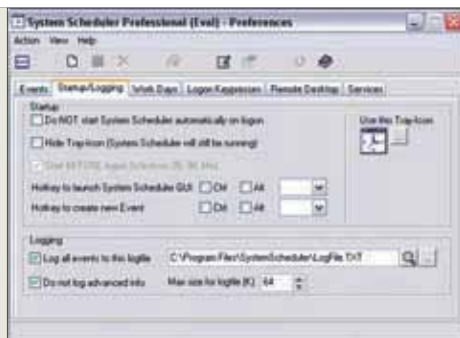 System Scheduler Professional (Eval) - Preferences
Action View Help
Events Startup/Logging Work Days Logon Keypresses Remote Desktop Services
Startup
Do NOT start System Scheduler automatically on logon
Use this Tray-Icon
Hide Tray-Icon (System Scheduler will still be running)
Hotkey to launch System Scheduler GUI Ctrl Alt
Hotkey to create new Event Ctrl Alt
Logging
Log all events to this logfile C:\Program Files\SystemScheduler\LogFile.TXT ...
Do not log advanced info Max size for logfile (K) 64